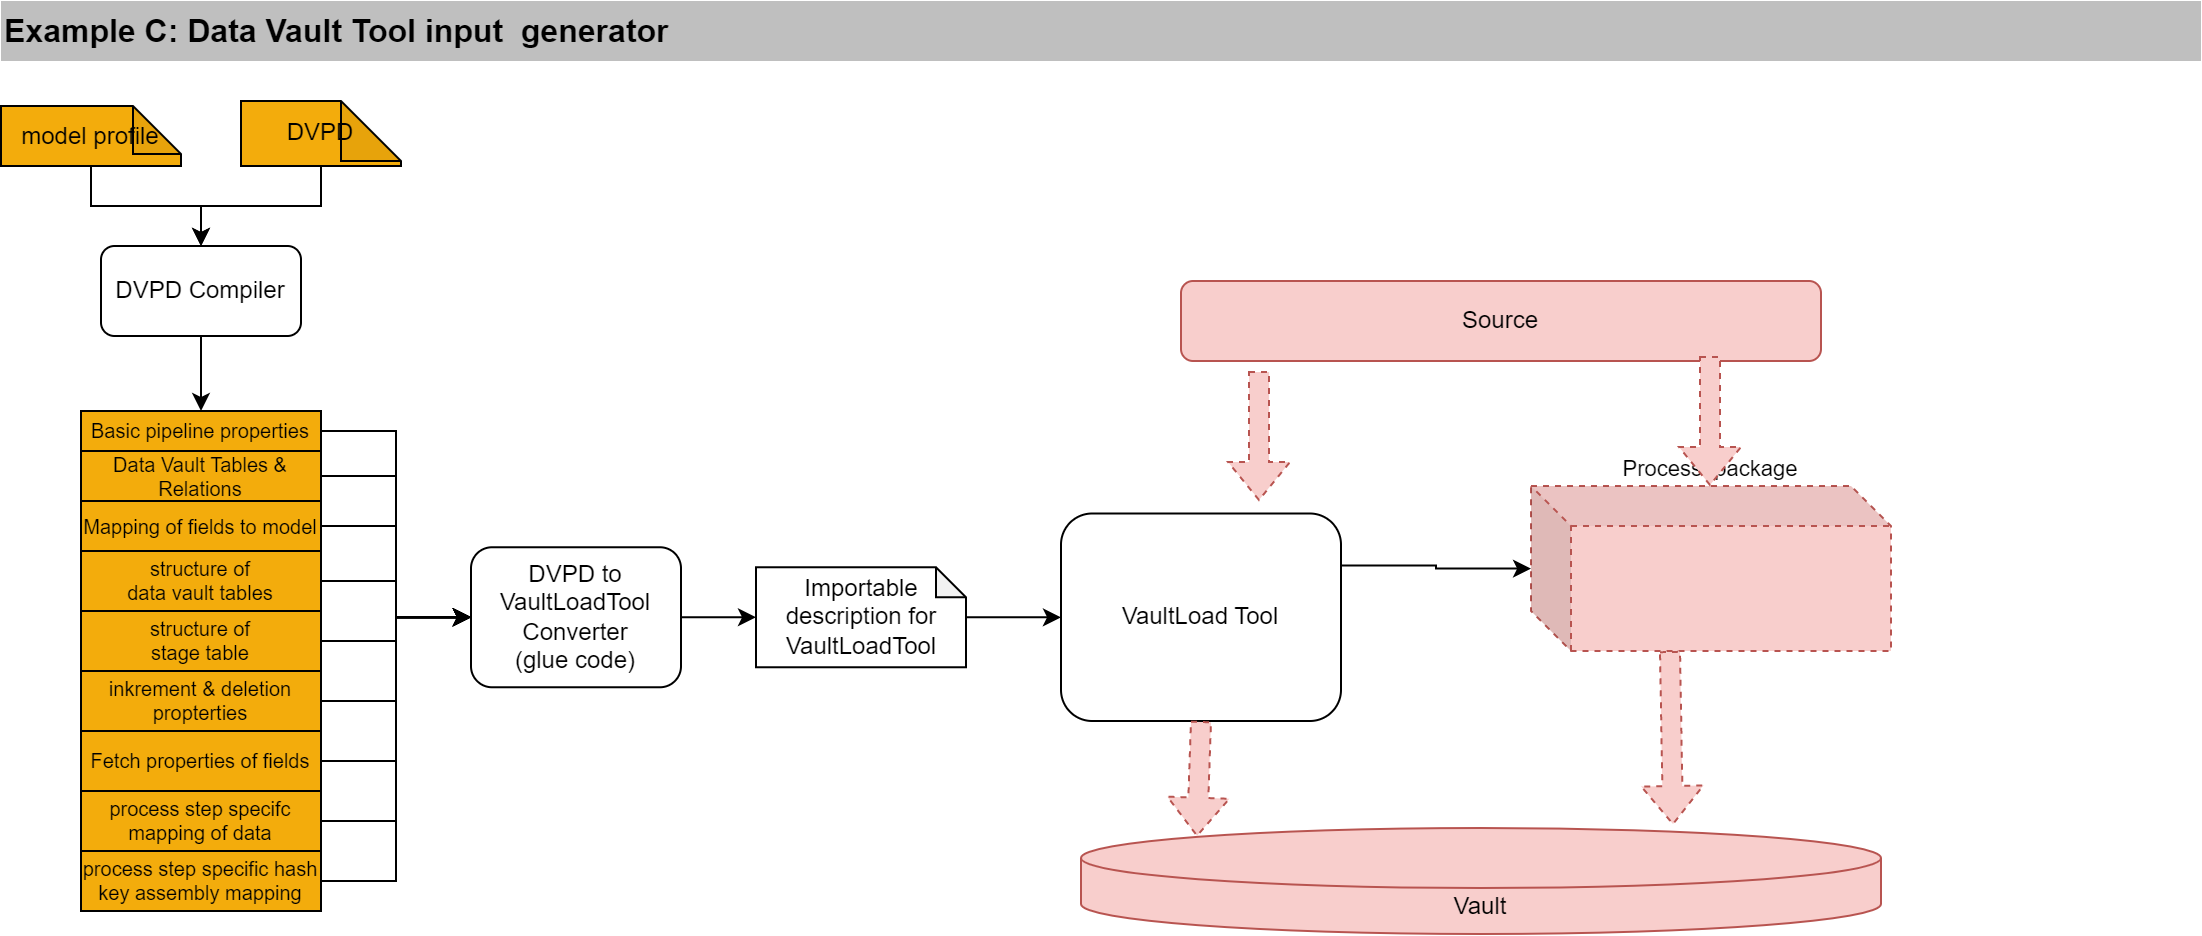 Example C: Data Vault Tool input  generator
model profile
DVPD
DVPD Compiler
Source
Basic pipeline properties
Data Vault Tables &
Relations
Mapping of fields to model
structure of
data vault tables
structure of
stage table
inkrement & deletion
propterties
Fetch properties of fields
process step specifc
mapping of data
process step specific hash
key assembly mapping
DVPD to
VaultLoadTool
Converter
(glue code)
Importable
description for
VaultLoadTool
VaultLoad Tool
Process package
Vault